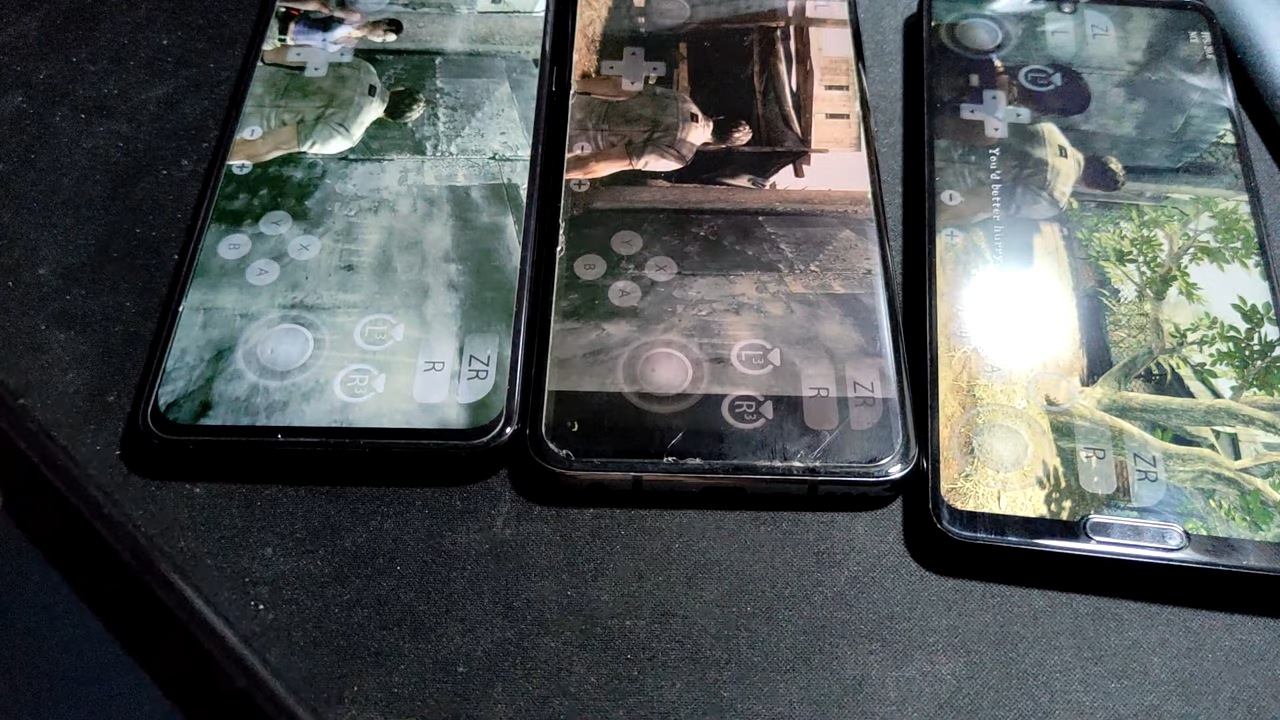 −
+
Y
B
X
A
L3
R3
R
ZR
−
+
Y
B
X
A
L3
R3
R
ZR
L
ZL
L
You'd better hurry.
−
+
A
R
ZR